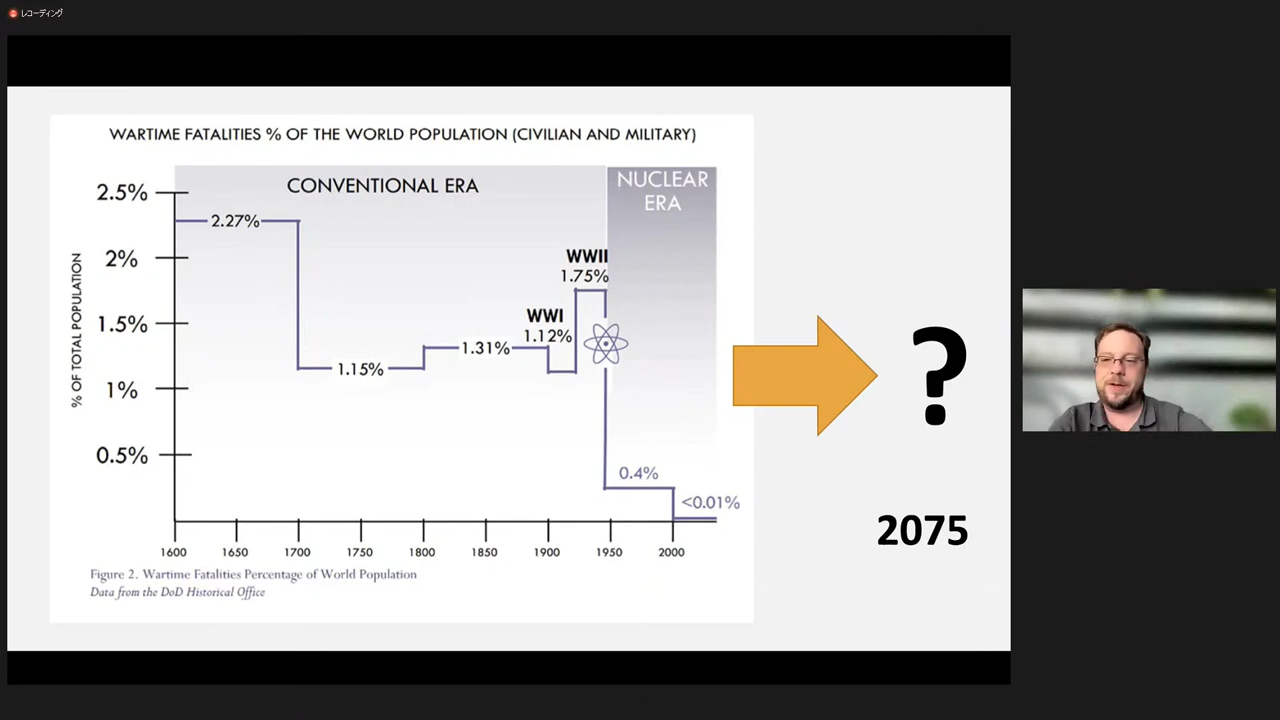 レコーディング
WARTIME FATALITIES % OF THE WORLD POPULATION (CIVILIAN AND MILITARY)
CONVENTIONAL ERA
NUCLEAR
ERA
2.5%
2%
1.5%
1%
0.5%
% OF TOTAL POPULATION
2.27%
1.15%
1.31%
WWI
1.12%
WWII
1.75%
0.4%
<0.01%
1600 1650 1700 1750 1800 1850 1900 1950 2000
Figure 2. Wartime Fatalities Percentage of World Population
Data from the DoD Historical Office
?
2075